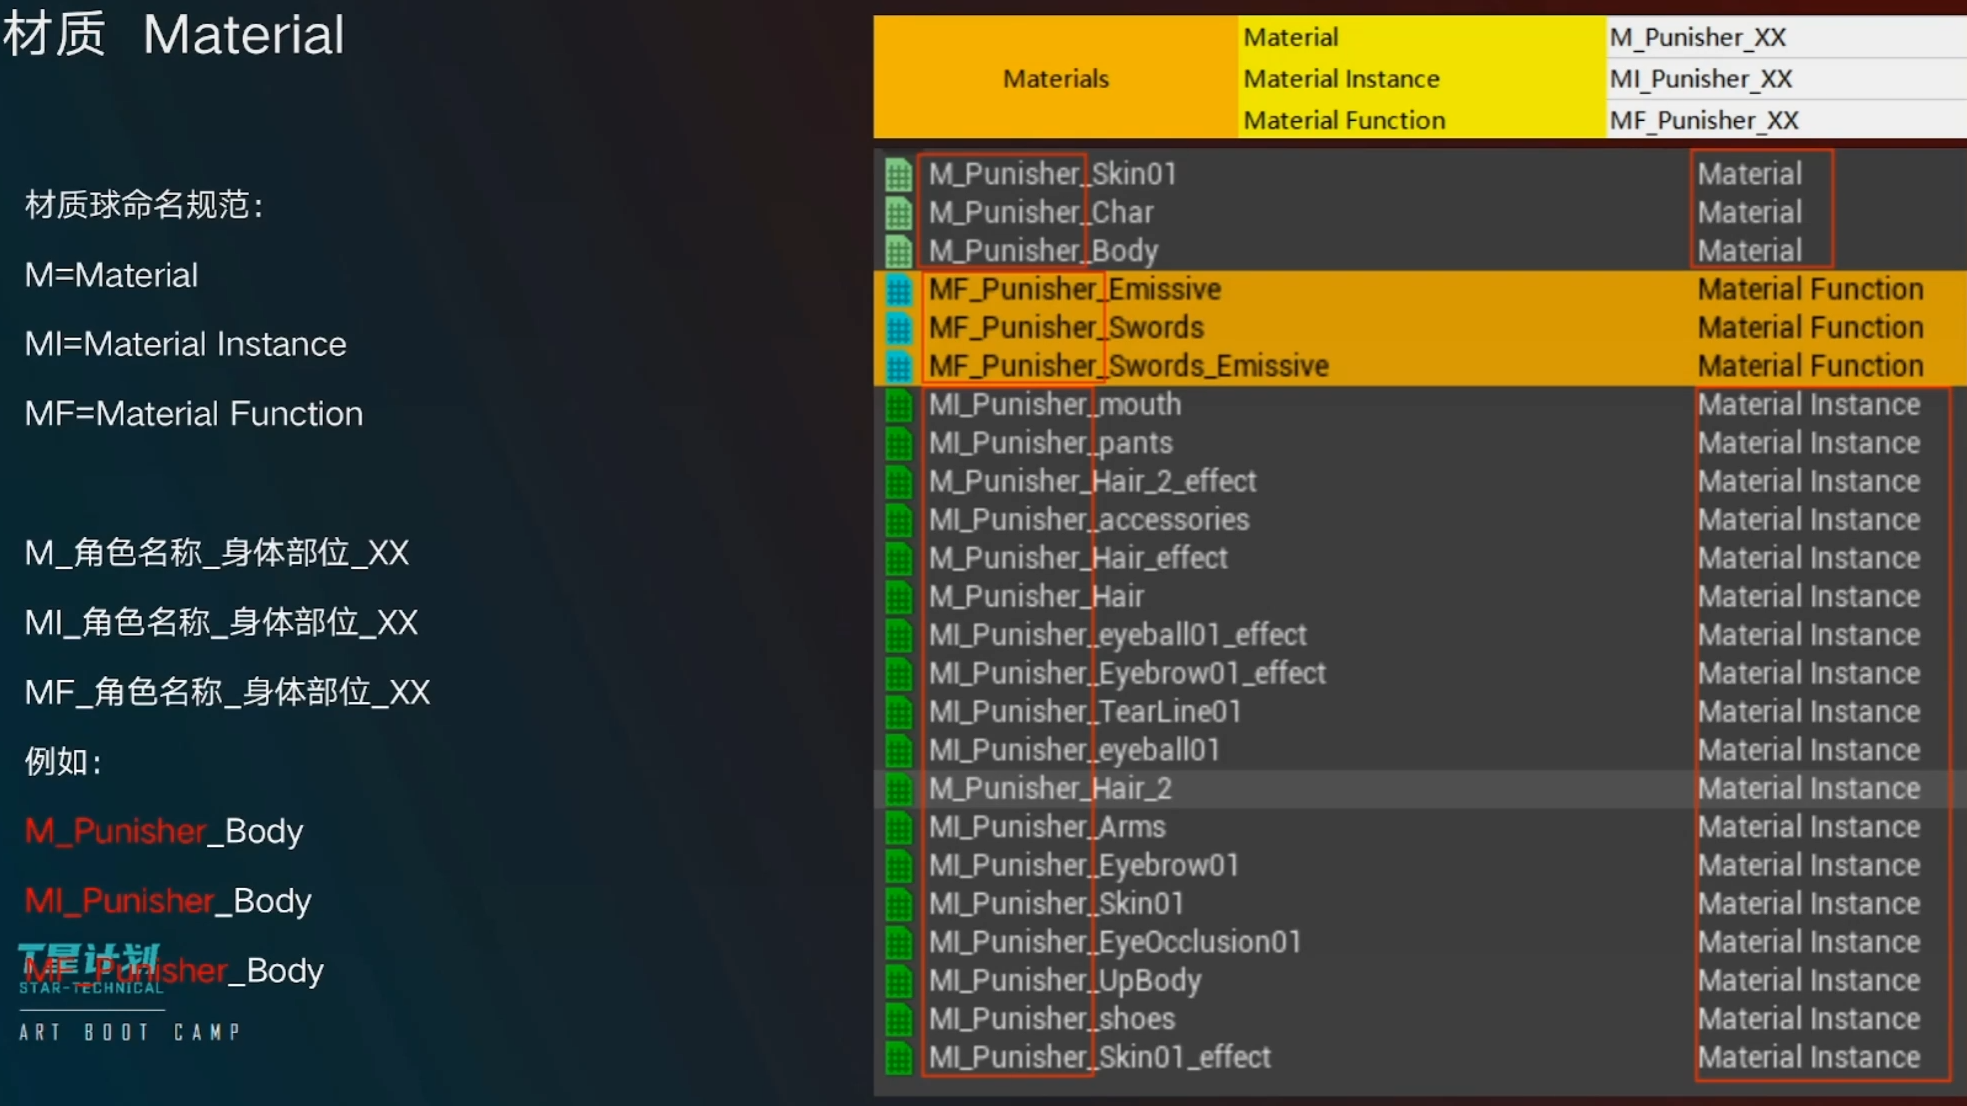 材质 Material
材质球命名规范:
M=Material
MI=Material Instance
MF=Material Function
M_角色名称_身体部位_XX
MI_角色名称_身体部位_XX
MF_角色名称_身体部位_XX
例如:
M_Punisher_Body
MI_Punisher_Body
MF_Punisher_Body
T星计划
STAR-TECHNICAL
ART BOOT CAMP
Materials
Material M_Punisher_XX
Material Instance MI_Punisher_XX
Material Function MF_Punisher_XX
M_Punisher_Skin01 Material
M_Punisher_Char Material
M_Punisher_Body Material
MF_Punisher_Emissive Material Function
MF_Punisher_Swords Material Function
MF_Punisher_Swords_Emissive Material Function
MI_Punisher_mouth Material Instance
MI_Punisher_pants Material Instance
M_Punisher_Hair_2_effect Material Instance
MI_Punisher_accessories Material Instance
M_Punisher_Hair_effect Material Instance
M_Punisher_Hair Material Instance
MI_Punisher_eyeball01_effect Material Instance
MI_Punisher_Eyebrow01_effect Material Instance
MI_Punisher_TearLine01 Material Instance
MI_Punisher_eyeball01 Material Instance
M_Punisher_Hair_2 Material Instance
MI_Punisher_Arms Material Instance
MI_Punisher_Eyebrow01 Material Instance
MI_Punisher_Skin01 Material Instance
MI_Punisher_EyeOcclusion01 Material Instance
MI_Punisher_UpBody Material Instance
MI_Punisher_shoes Material Instance
MI_Punisher_Skin01_effect Material Instance